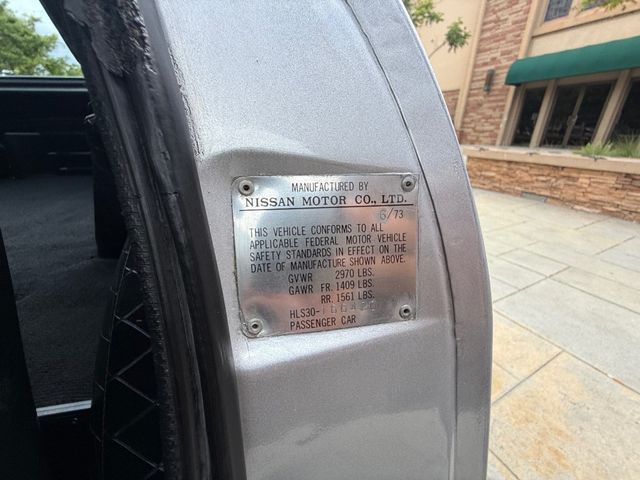 MANUFACTURED BY
NISSAN MOTOR CO., LTD.
6/73
THIS VEHICLE CONFORMS TO ALL
APPLICABLE FEDERAL MOTOR VEHICLE
SAFETY STANDARDS IN EFFECT ON THE
DATE OF MANUFACTURE SHOWN ABOVE.
GVWR 2970 LBS.
GAWR FR. 1409 LBS.
RR. 1561 LBS.
HLS30-
PASSENGER CAR